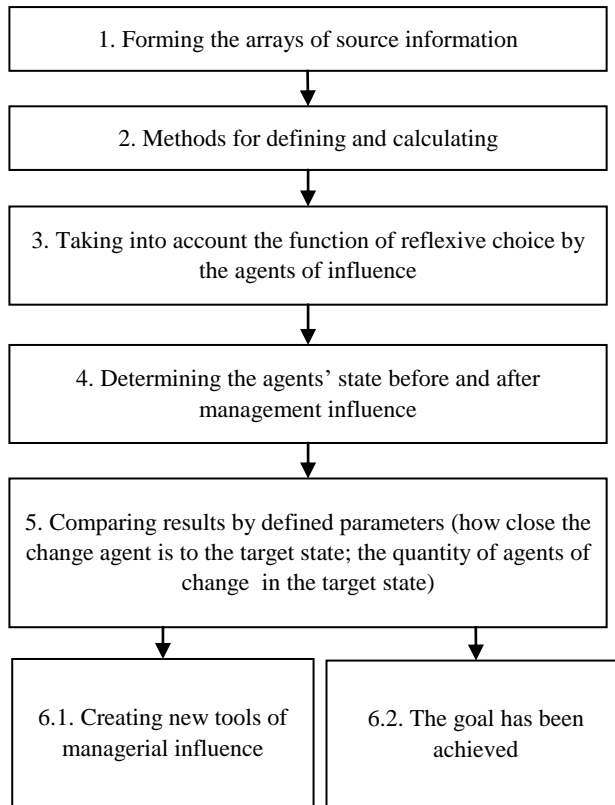 1. Forming the arrays of source information
2. Methods for defining and calculating
3. Taking into account the function of reflexive choice by
the agents of influence
4. Determining the agents’ state before and after
management influence
5. Comparing results by defined parameters (how close the
change agent is to the target state; the quantity of agents of
change in the target state)
6.1. Creating new tools of
managerial influence
6.2. The goal has been
achieved